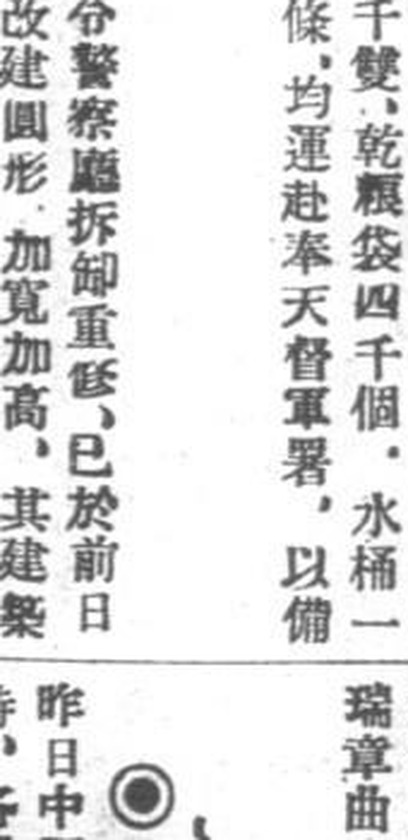 千雙、乾粮袋四千個、水桶一
條、均運赴奉天督軍署、以備
令警察廳拆卸重修、已於前日
改建圓形 加寬加高、其建築
瑞章曲
◉
昨日中